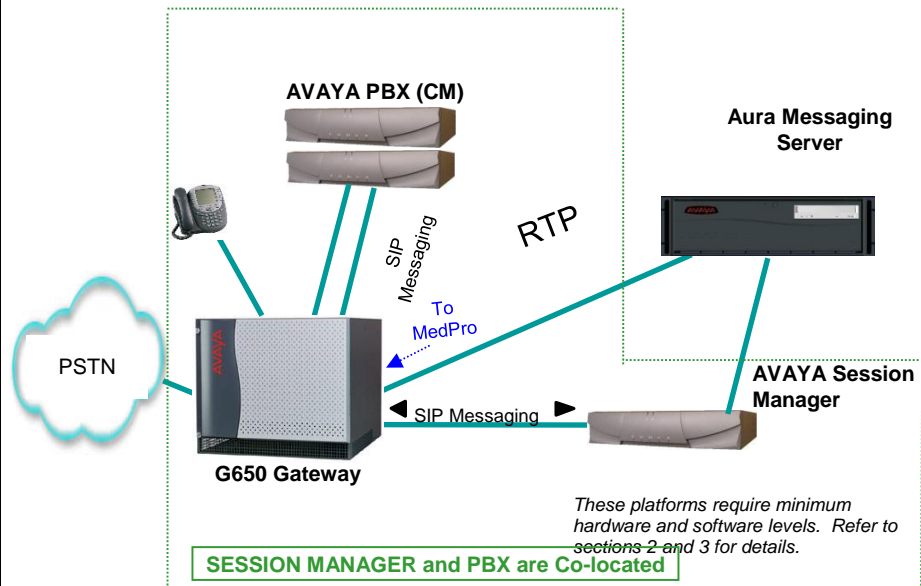 AVAYA PBX (CM)
Aura Messaging
Server
AVAYA
RTP
SIP
Messaging
To
MedPro
AVAYA
PSTN
AVAYA Session
Manager
SIP Messaging
G650 Gateway
These platforms require minimum
hardware and software levels.  Refer to
sections 2 and 3 for details.
SESSION MANAGER and PBX are Co-located